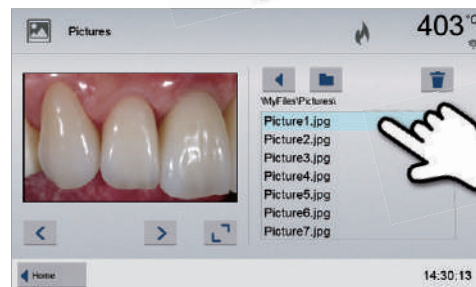 Pictures
403°C
\MyFiles\Pictures\
Picture1.jpg
Picture2.jpg
Picture3.jpg
Picture4.jpg
Picture5.jpg
Picture6.jpg
Picture7.jpg
Home
14:30:13